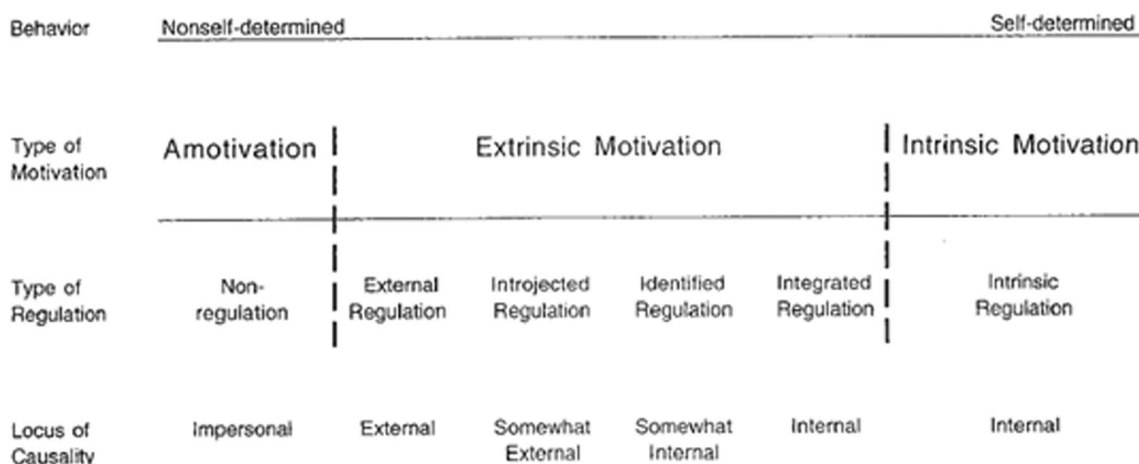 Behavior Nonself-determined Self-determined
Type of Motivation Amotivation Extrinsic Motivation Intrinsic Motivation
Type of Regulation Non-regulation External Regulation Introjected Regulation Identified Regulation Integrated Regulation Intrinsic Regulation
Locus of Causality Impersonal External Somewhat External Somewhat Internal Internal Internal